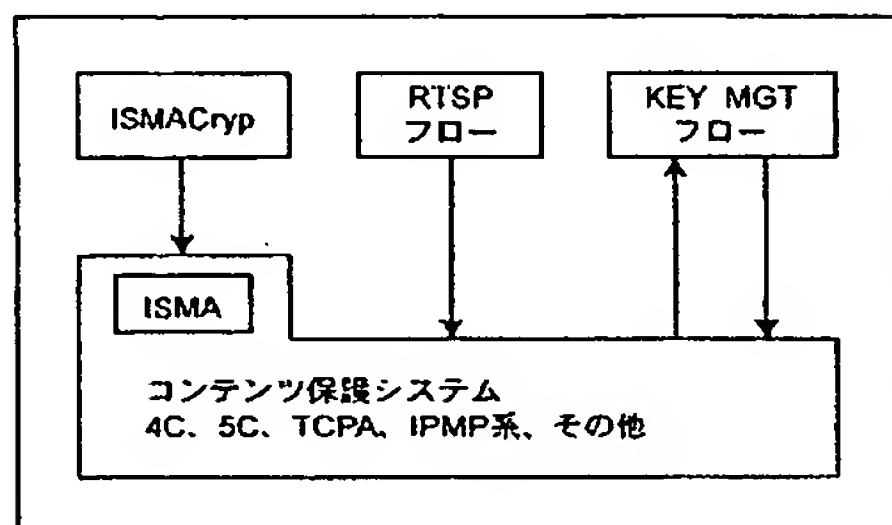 ISMACryp
RTSP
フロー
KEY MGT
フロー
ISMA
コンテンツ保護システム
4C、5C、TCPA、IPMP系、その他